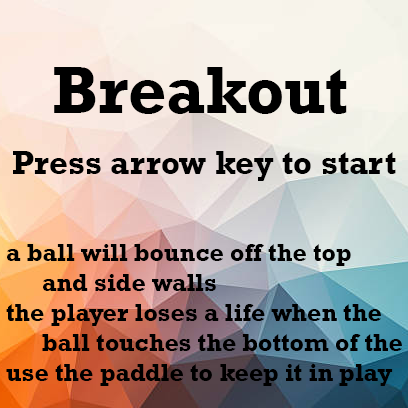 Breakout
Press arrow key to start
a ball will bounce off the top
and side walls
the player loses a life when the
ball touches the bottom of the
use the paddle to keep it in play